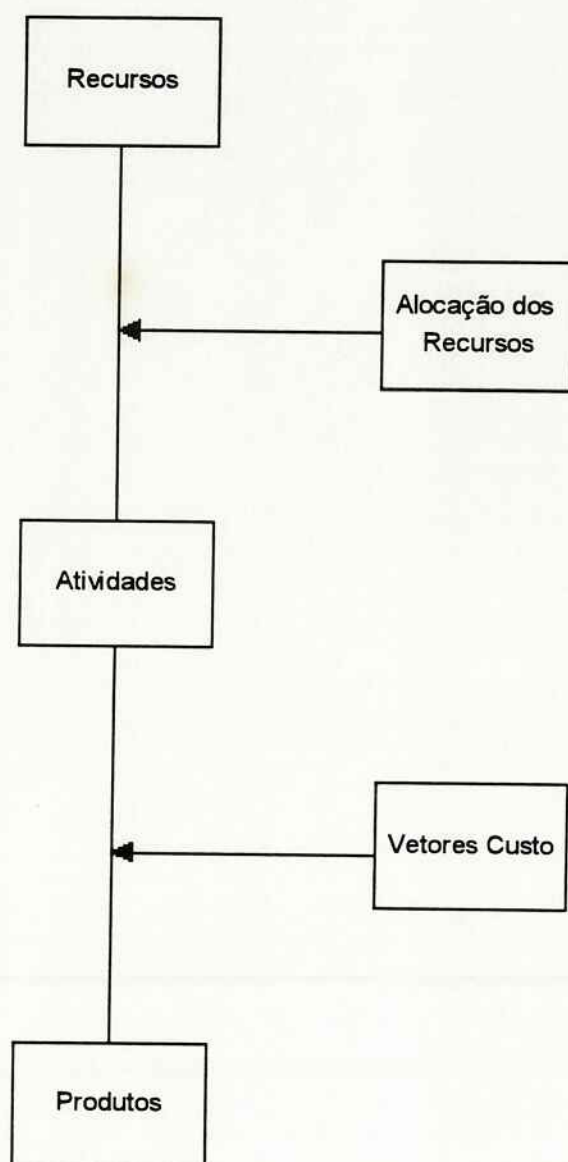 Recursos
Alocação dos
Recursos
Atividades
Vetores Custo
Produtos